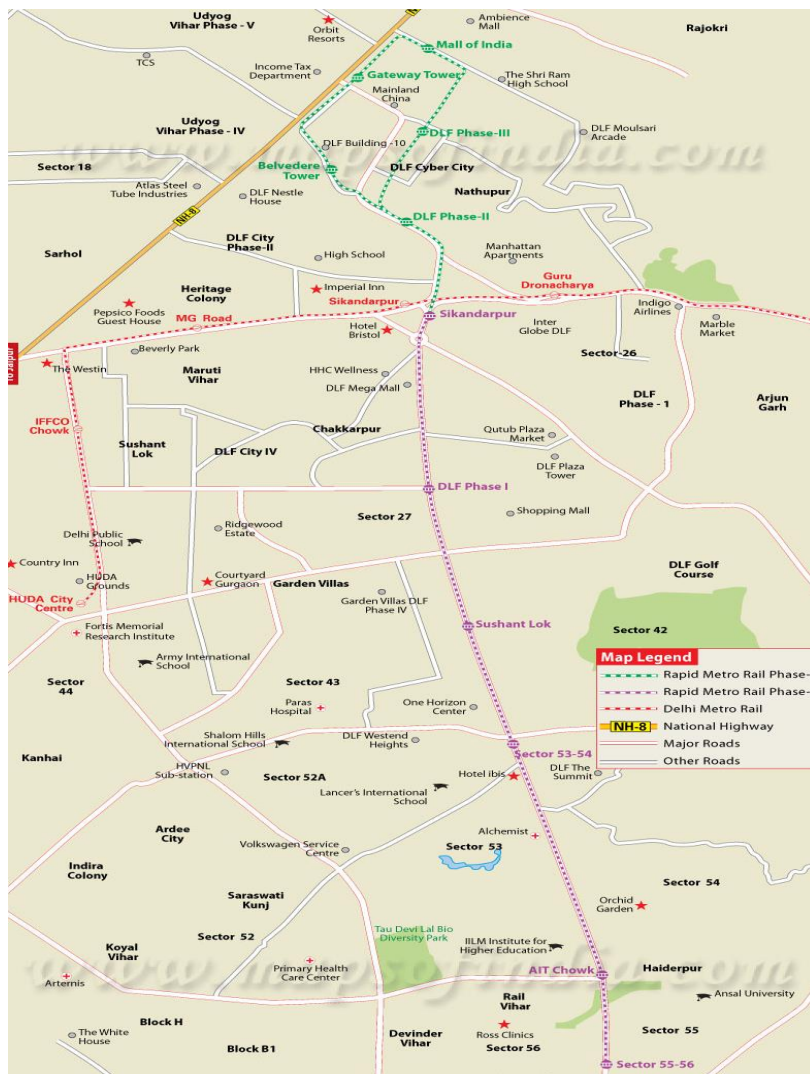 Udyog
Vihar Phase - V
Orbit
Resorts
Ambience
Mall
Rajokri
TCS
Income Tax
Department
Mall of India
Gateway Tower
The Shri Ram
High School
Mainland
China
Udyog
Vihar Phase - IV
DLF Phase-III
DLF Moulsari
Arcade
www.mapsofindia.com
DLF Building -10
Sector 18
Belvedere
Tower
DLF Cyber City
Atlas Steel
Tube Industries
DLF Nestle
House
Nathupur
NH-8
DLF Phase-II
DLF City
Phase-II
Sarhol
High School
Manhattan
Apartments
Heritage
Colony
Imperial Inn
Guru
Dronacharya
Pepsico Foods
Guest House
Sikandarpur
MG Road
Sikandarpur
Indigo
Airlines
Hotel
Bristol
Inter
Globe DLF
Marble
Market
To Jaipur
Beverly Park
Sector-26
The Westin
Maruti
Vihar
HHC Wellness
DLF Mega Mall
DLF
Phase - 1
Arjun
Garh
IFFCO
Chowk
Sushant
Lok
Chakkarpur
DLF City IV
Qutub Plaza
Market
DLF Plaza
Tower
DLF Phase I
Sector 27
Shopping Mall
Ridgewood
Estate
Delhi Public
School
Country Inn
HUDA
Grounds
Courtyard
Gurgaon
Garden Villas
DLF Golf
Course
HUDA City
Centre
Garden Villas DLF
Phase IV
Fortis Memorial
Research Institute
Sushant Lok
Sector 42
Army International
School
Map Legend
Rapid Metro Rail Phase-
Rapid Metro Rail Phase-
Delhi Metro Rail
NH-8 National Highway
Major Roads
Other Roads
Sector
44
Sector 43
Paras
Hospital
One Horizon
Center
Kanhai
Shalom Hills
International School
DLF Westend
Heights
Sector 53-54
HVPNL
Sub-station
Sector 52A
Hotel ibis
DLF The
Summit
Lancer's International
School
Ardee
City
Volkswagen Service
Centre
Alchemist
Sector 53
Indira
Colony
Saraswati
Kunj
Sector 54
Orchid
Garden
Koyal
Vihar
Sector 52
Tau Devi Lal Bio
Diversity Park
IILM Institute for
Higher Education
www.mapsofindia.com
Artemis
Primary Health
Care Center
AIT Chowk
Haiderpur
Ansal University
Block H
Rail
Vihar
The White
House
Devinder
Vihar
Ross Clinics
Sector 55
Block B1
Sector 56
Sector 55-56